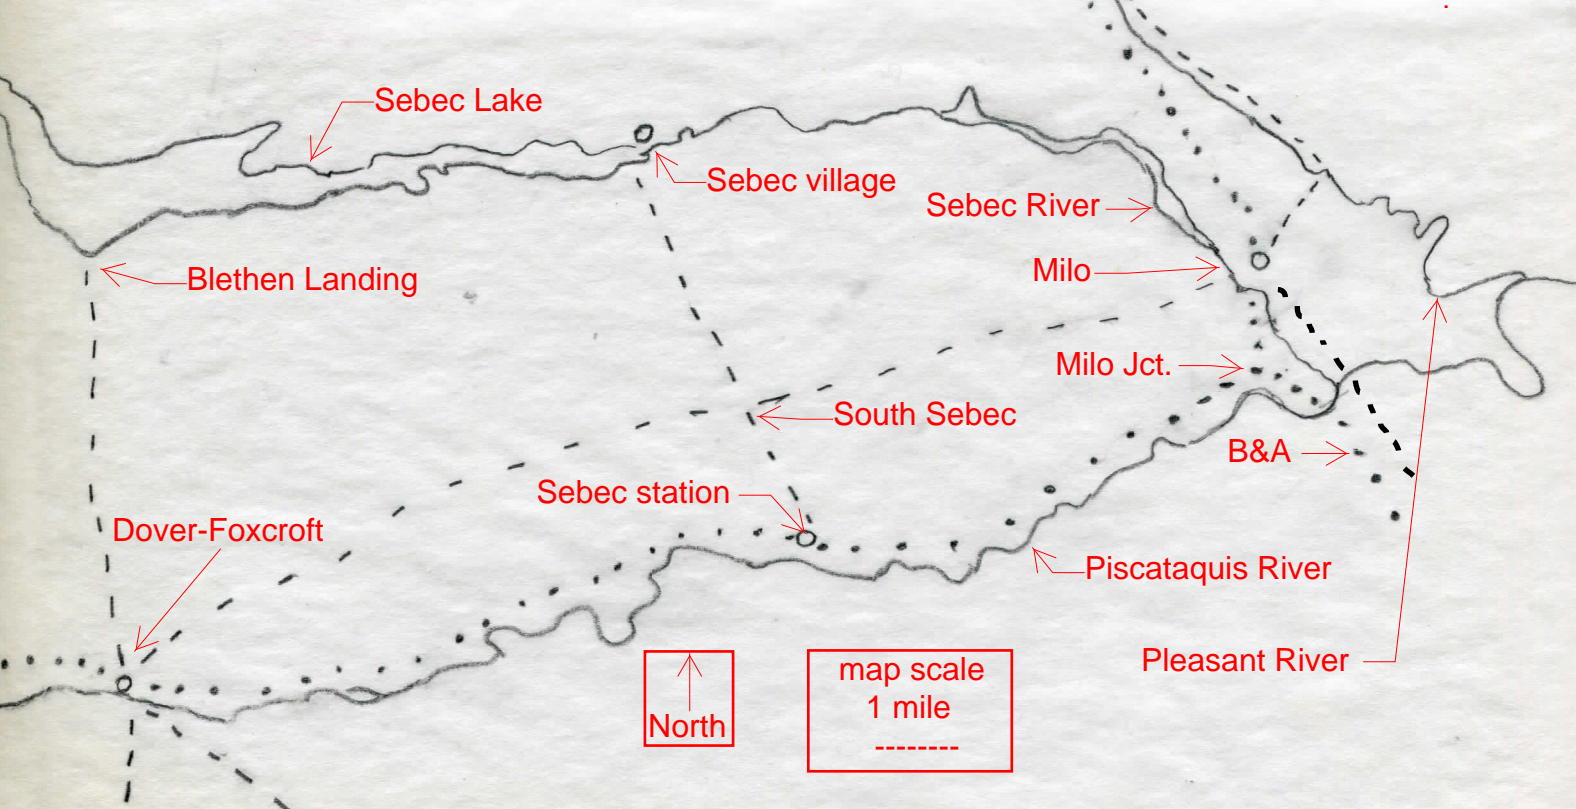 Sebec Lake
Sebec village
Sebec River
Milo
Blethen Landing
Milo Jct.
South Sebec
B&A
Sebec station
Dover-Foxcroft
Piscataquis River
Pleasant River
North
map scale
1 mile